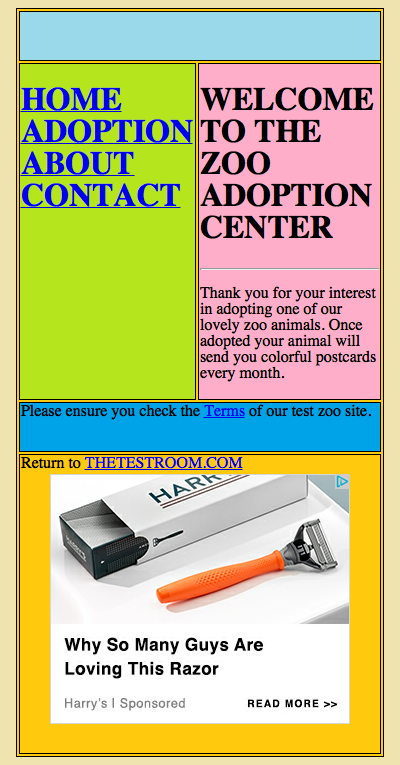 HOME
ADOPTION
ABOUT
CONTACT
WELCOME
TO THE
ZOO
ADOPTION
CENTER
Thank you for your interest
in adopting one of our
lovely zoo animals. Once
adopted your animal will
send you colorful postcards
every month.
Please ensure you check the Terms of our test zoo site.
Return to THETESTROOM.COM
HARR
Why So Many Guys Are
Loving This Razor
Harry's | Sponsored
READ MORE >>